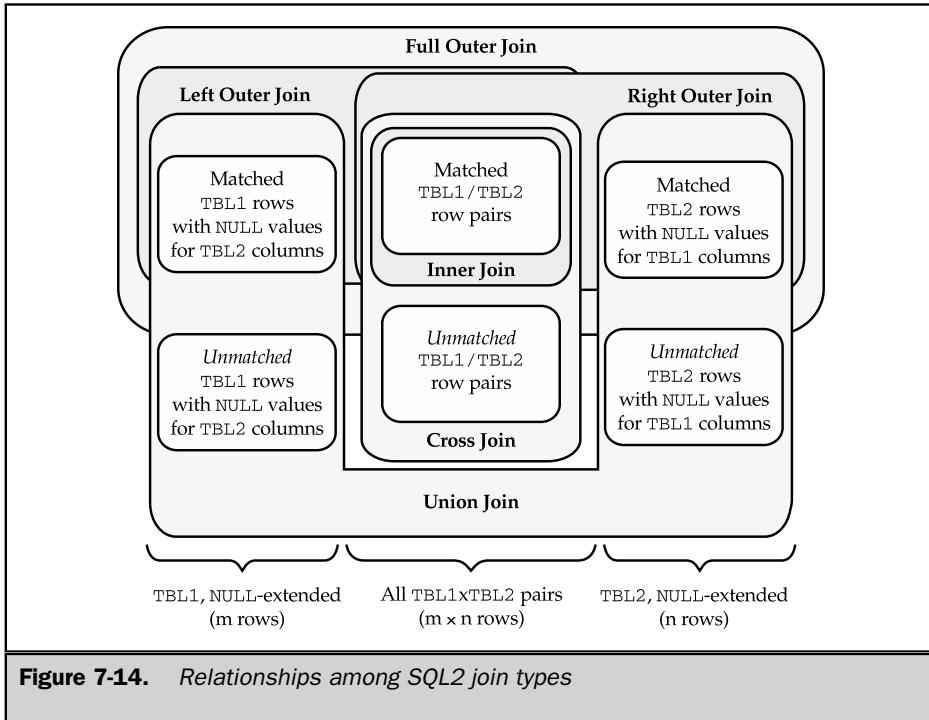 Full Outer Join
Left Outer Join
Right Outer Join
Matched
TBL1 rows
with NULL values
for TBL2 columns
Matched
TBL1/TBL2
row pairs
Inner Join
Matched
TBL2 rows
with NULL values
for TBL1 columns
Unmatched
TBL1 rows
with NULL values
for TBL2 columns
Unmatched
TBL1/TBL2
row pairs
Cross Join
Unmatched
TBL2 rows
with NULL values
for TBL1 columns
Union Join
TBL1, NULL-extended
(m rows)
All TBL1xTBL2 pairs
(m × n rows)
TBL2, NULL-extended
(n rows)
Figure 7-14. Relationships among SQL2 join types